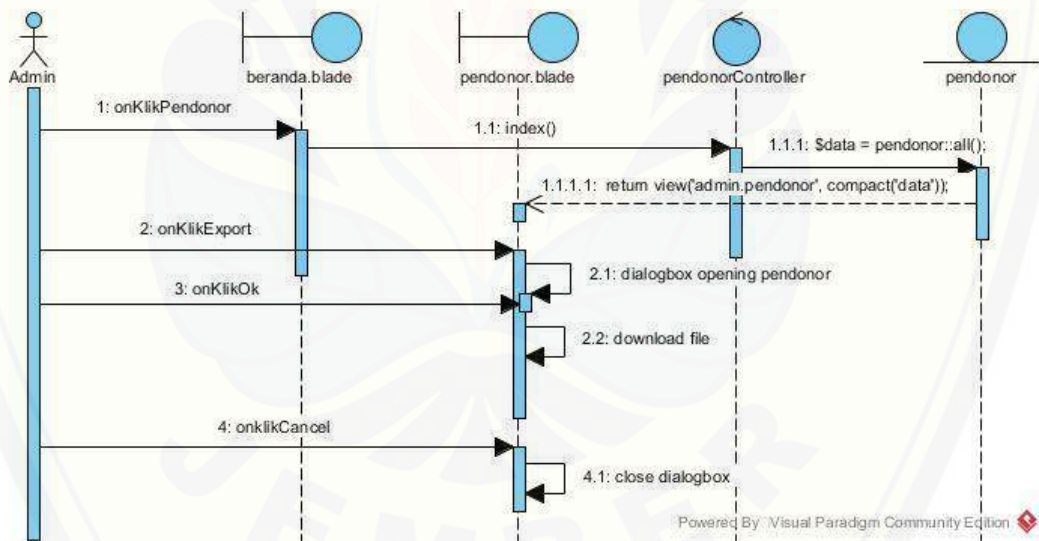 Admin
beranda.blade
pendonor.blade
pendonorController
pendonor
1: onKlikPendonor
1.1: index()
1.1.1: $data = pendonor::all();
1.1.1.1: return view('admin.pendonor', compact('data'));
2: onKlikExport
2.1: dialogbox opening pendonor
3: onKlikOk
2.2: download file
4: onklikCancel
4.1: close dialogbox
JEMBER
Powered By Visual Paradigm Community Edition